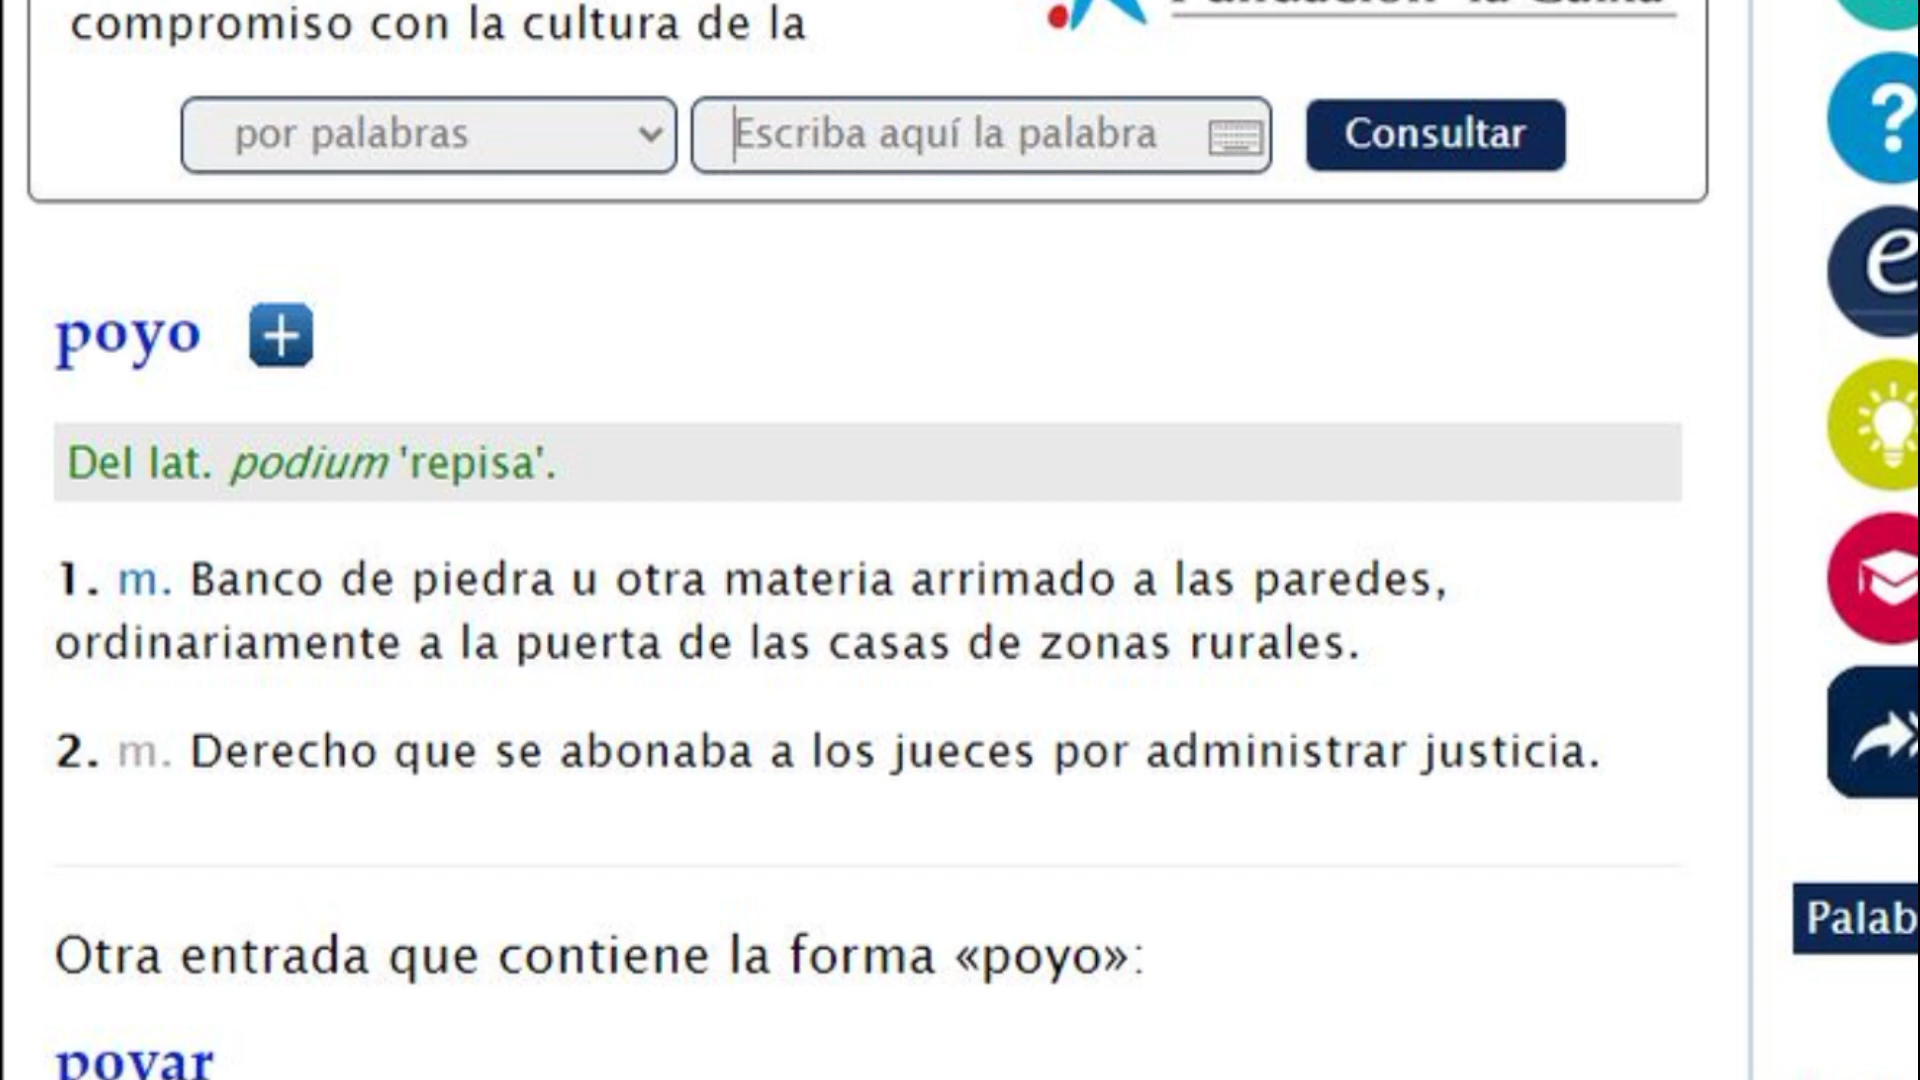 compromiso con la cultura de la
por palabras
Escriba aquí la palabra
Consultar
poyo
Del lat. podium 'repisa'.
1. m. Banco de piedra u otra materia arrimado a las paredes,
ordinariamente a la puerta de las casas de zonas rurales.
2. m. Derecho que se abonaba a los jueces por administrar justicia.
Otra entrada que contiene la forma «poyo»:
poyar
Palab